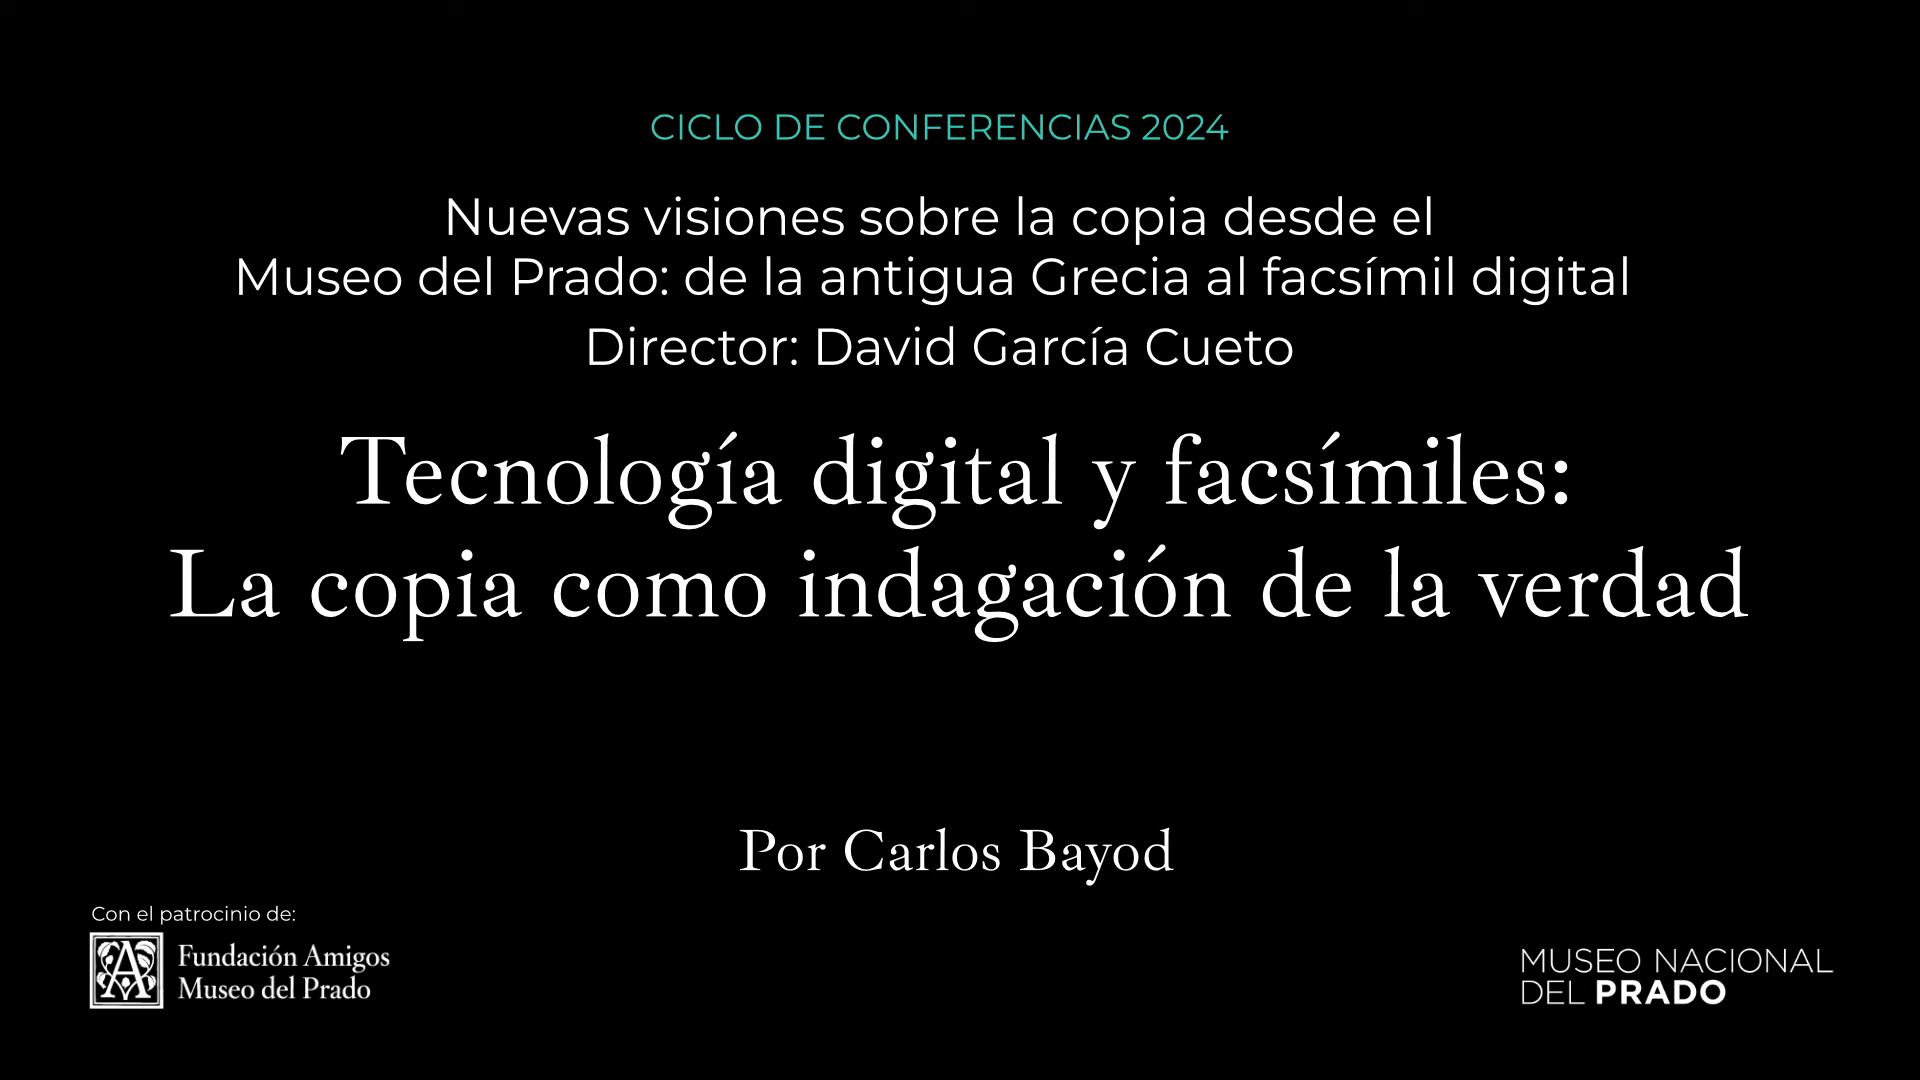 CICLO DE CONFERENCIAS 2024
Nuevas visiones sobre la copia desde el
Museo del Prado: de la antigua Grecia al facsímil digital
Director: David García Cueto
Tecnología digital y facsímiles:
La copia como indagación de la verdad
Por Carlos Bayod
Con el patrocinio de:
A
Fundación Amigos
Museo del Prado
MUSEO NACIONAL
DEL PRADO